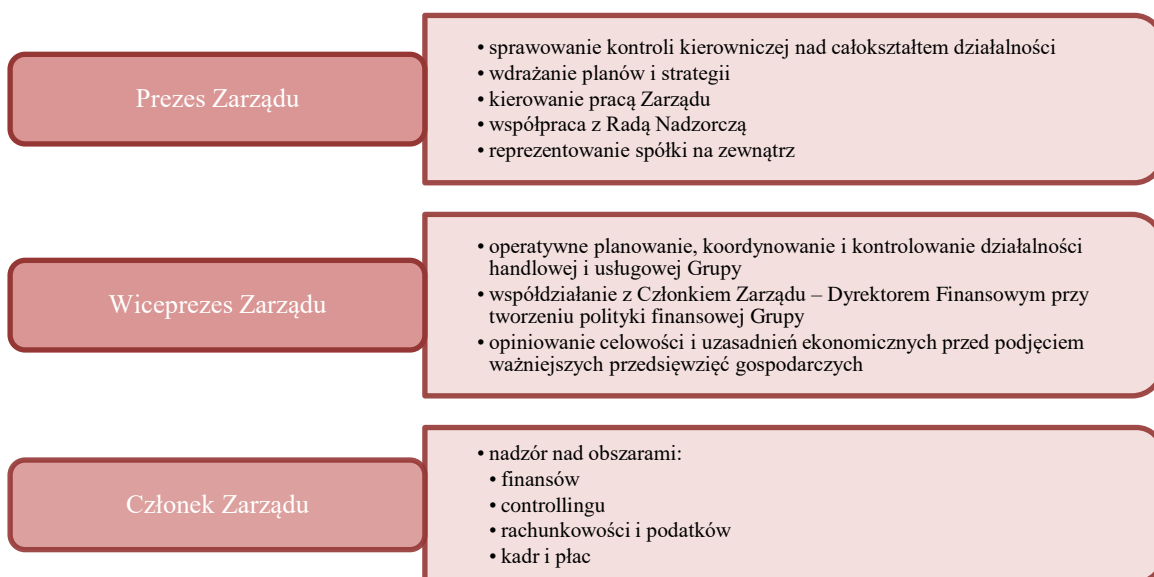 Prezes Zarządu
• sprawowanie kontroli kierowniczej nad całokształtem działalności
• wdrażanie planów i strategii
• kierowanie pracą Zarządu
• współpraca z Radą Nadzorczą
• reprezentowanie spółki na zewnątrz
Wiceprezes Zarządu
• operatywne planowanie, koordynowanie i kontrolowanie działalności
handlowej i usługowej Grupy
• współdziałanie z Członkiem Zarządu – Dyrektorem Finansowym przy
tworzeniu polityki finansowej Grupy
• opiniowanie celowości i uzasadnień ekonomicznych przed podjęciem
ważniejszych przedsięwzięć gospodarczych
Członek Zarządu
• nadzór nad obszarami:
• finansów
• controllingu
• rachunkowości i podatków
• kadr i płac